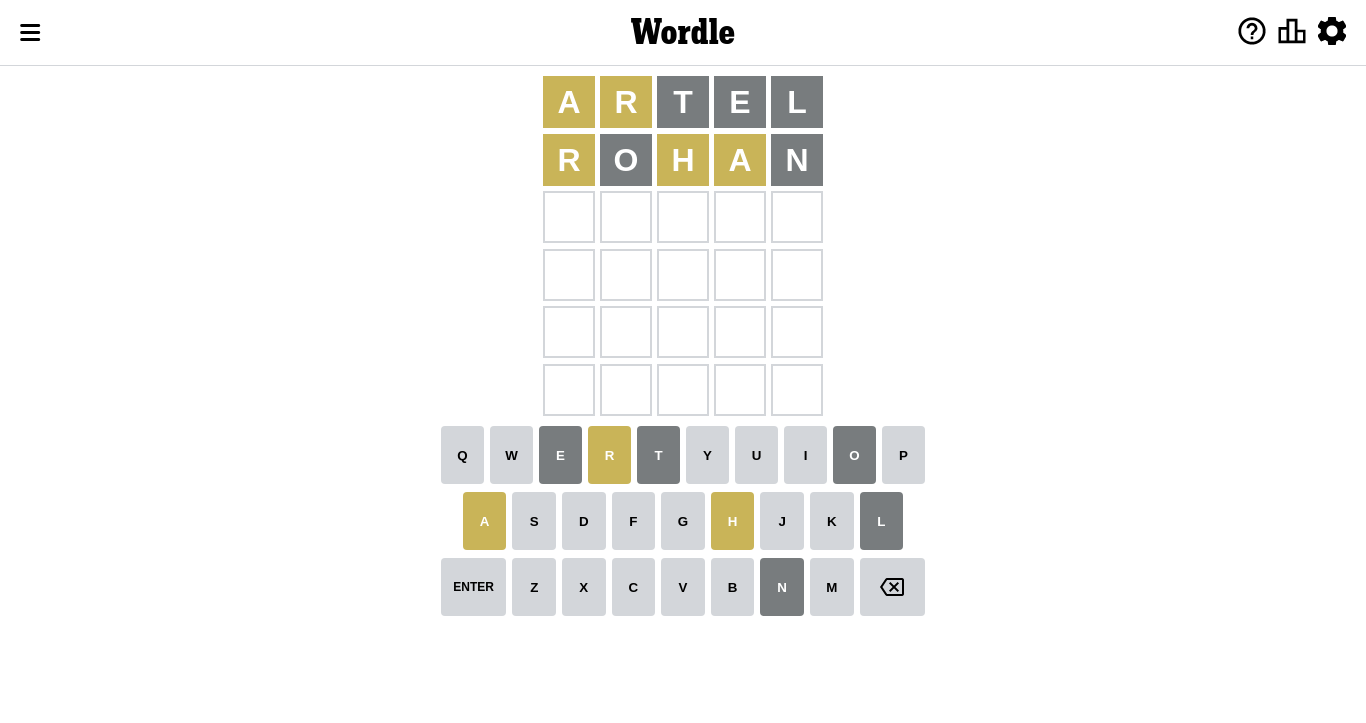 Wordle
A R T E L
R O H A N
Q W E R T Y U I O P
A S D F G H J K L
ENTER Z X C V B N M